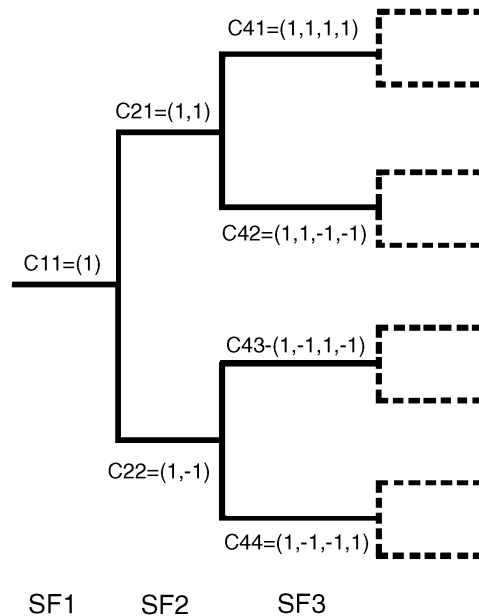 C41=(1,1,1,1)
C21=(1,1)
C42=(1,1,-1,-1)
C11=(1)
C43-(1,-1,1,-1)
C22=(1,-1)
C44=(1,-1,-1,1)
SF1 SF2 SF3